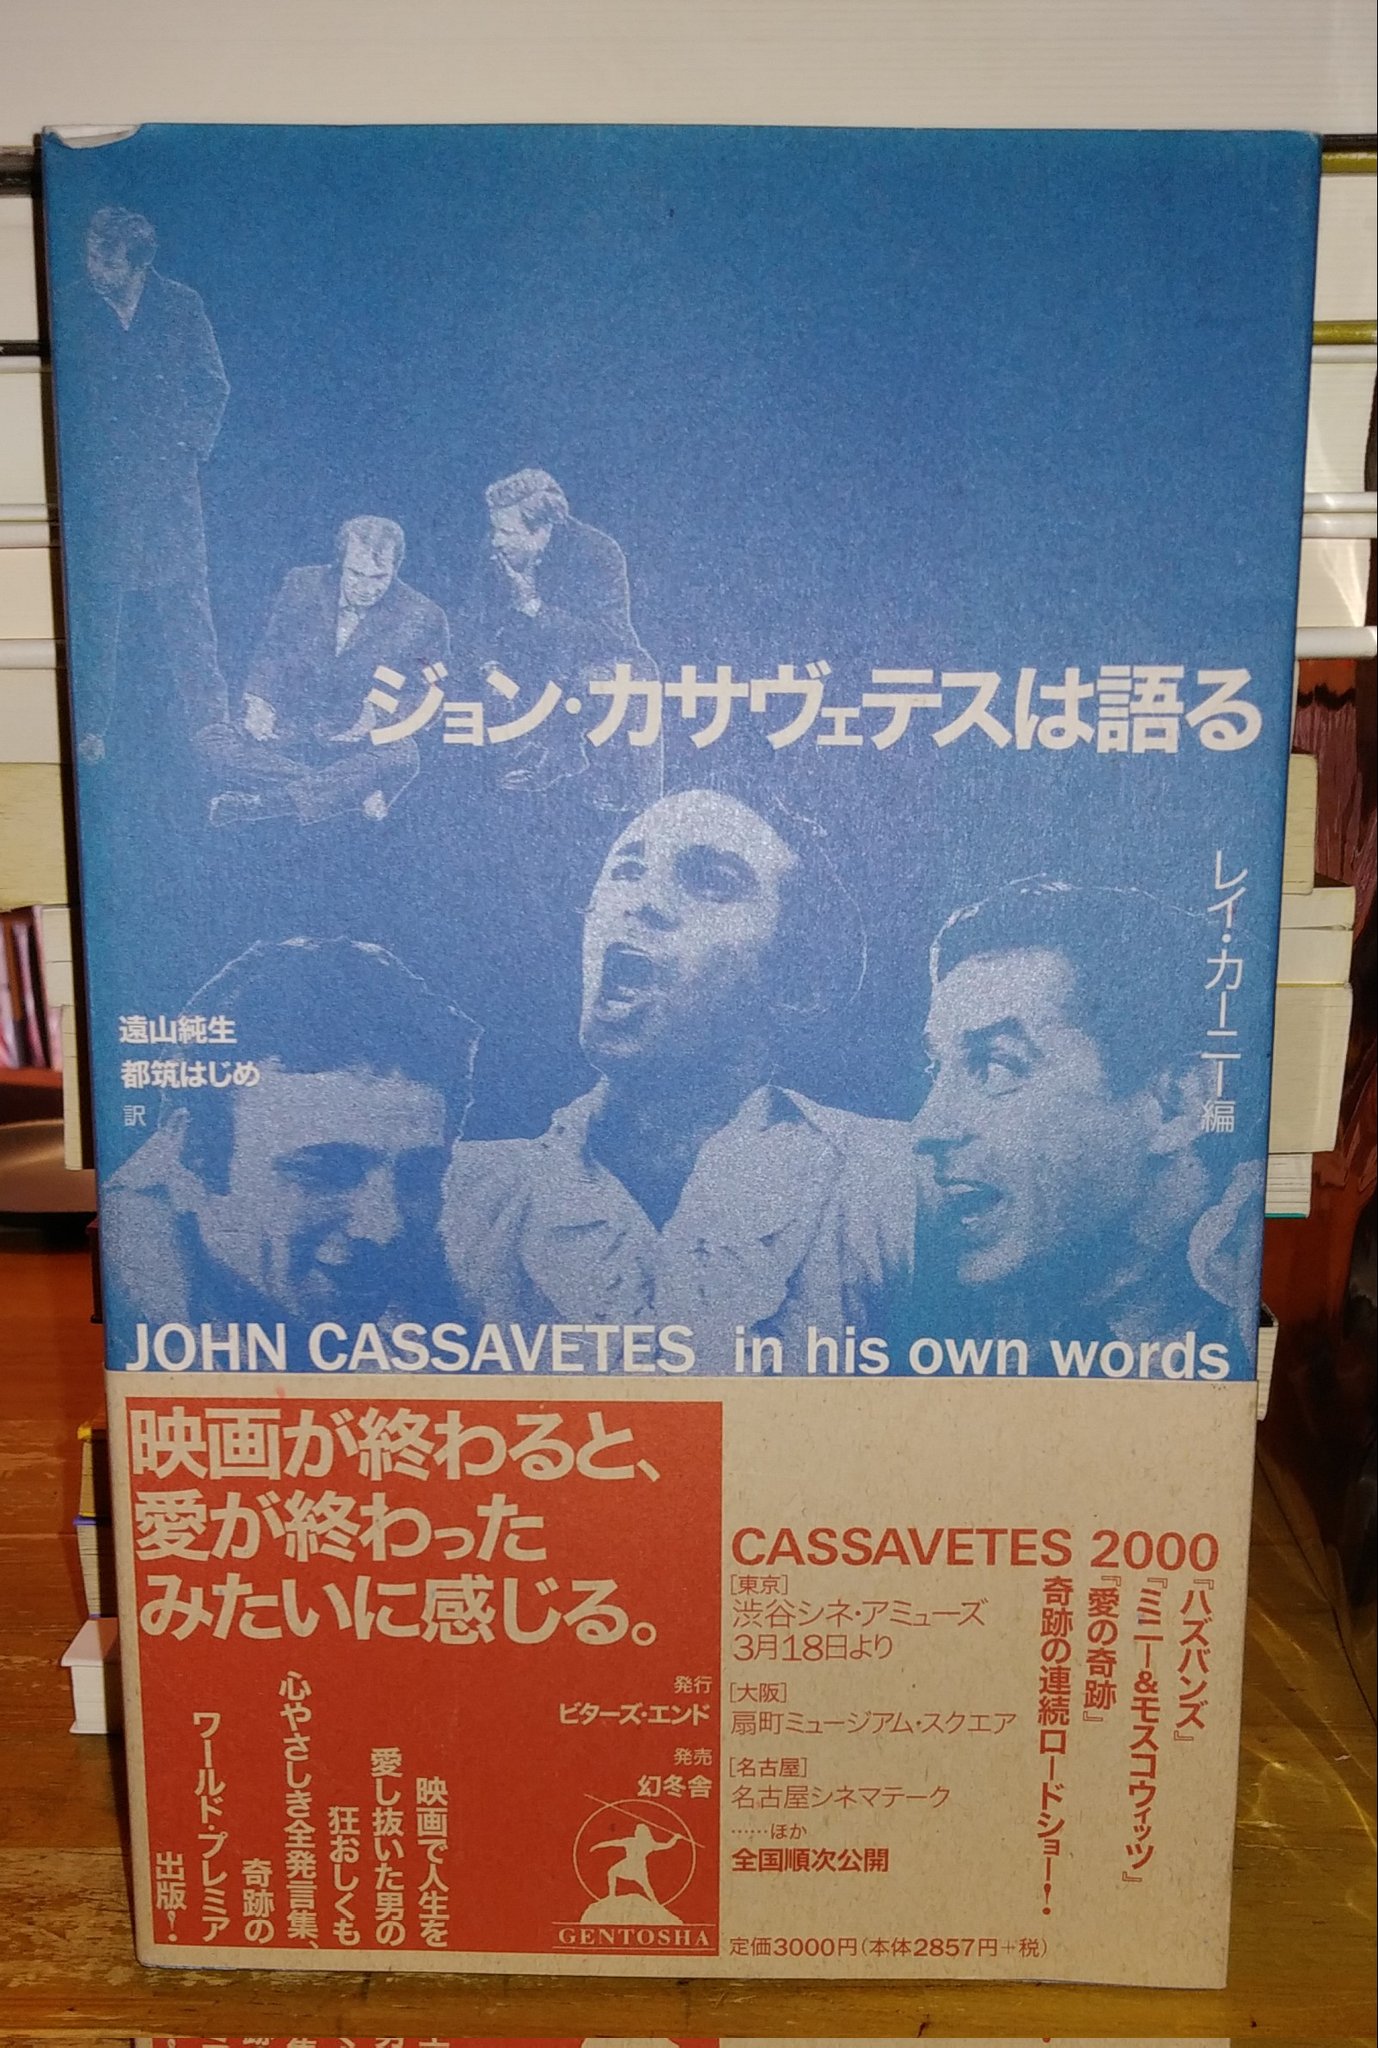 ジョン・カサヴェテスは語る
レイ・カーニー編
遠山純生
都筑はじめ
訳
JOHN CASSAVETES in his own words
映画が終わると、
愛が終わった
みたいに感じる。
映画で人生を
愛し抜いた男の
狂おしくも
心やさしき全発言集、
奇跡の
ワールド・プレミア
出版!
発行
ビターズ・エンド
発売
幻冬舎
GENTOSHA
CASSAVETES 2000
『ハズバンズ』
『ミニー&モスコウィッツ』
『愛の奇跡』
奇跡の連続ロードショー!
[東京]
渋谷シネ・アミューズ
3月18日より
[大阪]
扇町ミュージアム・スクエア
[名古屋]
名古屋シネマテーク
……ほか
全国順次公開
定価3000円(本体2857円+税)